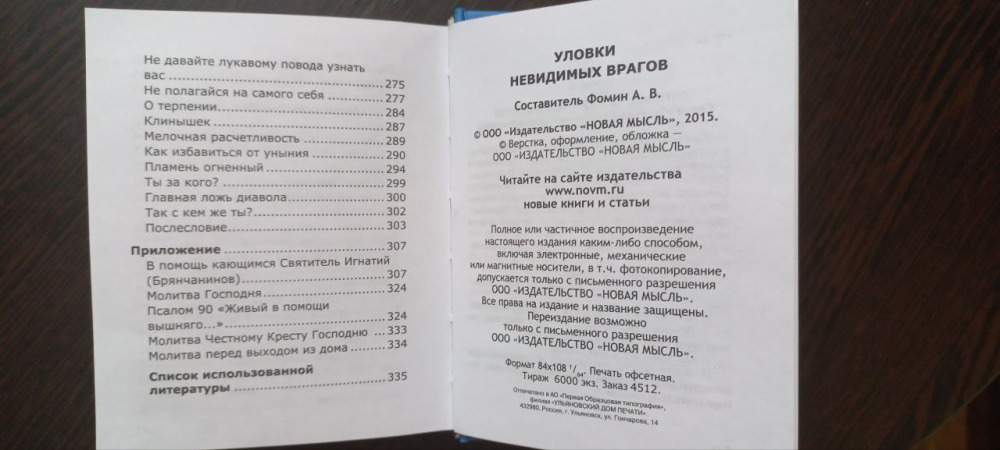 Не давайте лукавому повода узнать
вас ........................................ 275
Не полагайся на самого себя ........ 277
О терпении................................ 284
Клинышек ................................. 287
Мелочная расчетливость ............. 289
Как избавиться от уныния ........... 290
Пламень огненный ..................... 294
Ты за кого? ............................... 299
Главная ложь диавола ................ 300
Так с кем же ты?........................ 302
Послесловие.............................. 303
Приложение .............................. 307
В помощь кающимся Святитель Игнатий
(Брянчанинов) ........................... 307
Молитва Господня ...................... 324
Псалом 90 «Живый в помощи
вышняго...» ............................... 324
Молитва Честному Кресту Господню ... 333
Молитва перед выходом из дома ....... 334
Список использованной
литературы ............................... 335
УЛОВКИ
НЕВИДИМЫХ ВРАГОВ
Составитель Фомин А. В.
© ООО «Издательство «НОВАЯ МЫСЛЬ», 2015.
© Верстка, оформление, обложка —
ООО «ИЗДАТЕЛЬСТВО «НОВАЯ МЫСЛЬ»
Читайте на сайте издательства
www.novm.ru
новые книги и статьи
Полное или частичное воспроизведение
настоящего издания каким-либо способом,
включая электронные, механические
или магнитные носители, в т.ч. фотокопирование,
допускается только с письменного разрешения
ООО «ИЗДАТЕЛЬСТВО «НОВАЯ МЫСЛЬ».
Все права на издание и название защищены.
Переиздание возможно
только с письменного разрешения
ООО «ИЗДАТЕЛЬСТВО «НОВАЯ МЫСЛЬ».
Формат 84х108 1/64. Печать офсетная.
Тираж 6000 экз. Заказ 4512.
Отпечатано в АО «Первая Образцовая типография»,
филиал «УЛЬЯНОВСКИЙ ДОМ ПЕЧАТИ»
432980, Россия, г. Ульяновск, ул. Гончарова, 14